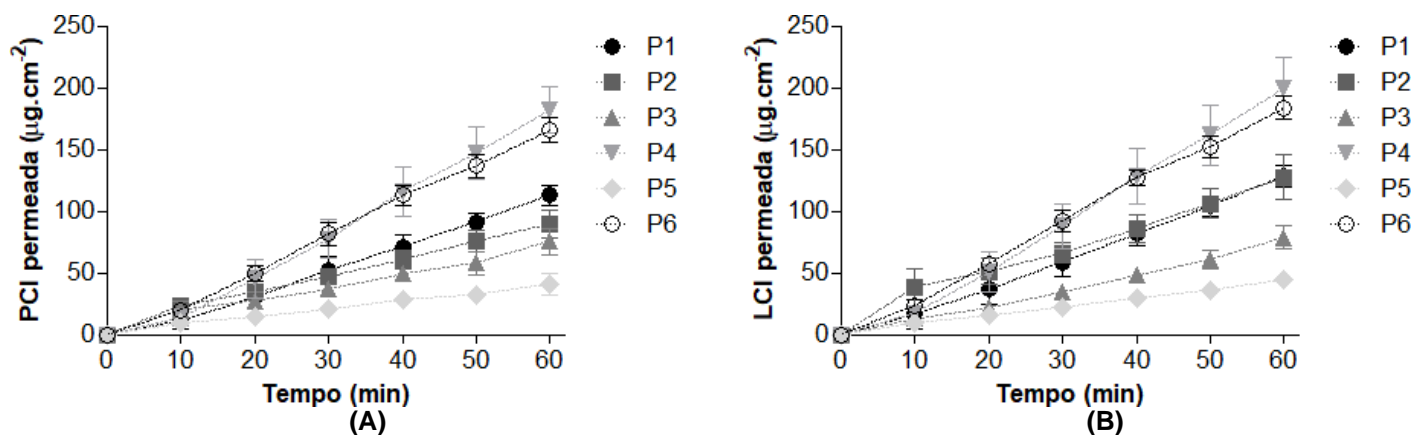 PCI permeada (µg.cm-2)
250
200
150
100
50
0
0 10 20 30 40 50 60
Tempo (min)
(A)
P1
P2
P3
P4
P5
P6
LCI permeada (µg.cm-2)
250
200
150
100
50
0
0 10 20 30 40 50 60
Tempo (min)
(B)
P1
P2
P3
P4
P5
P6